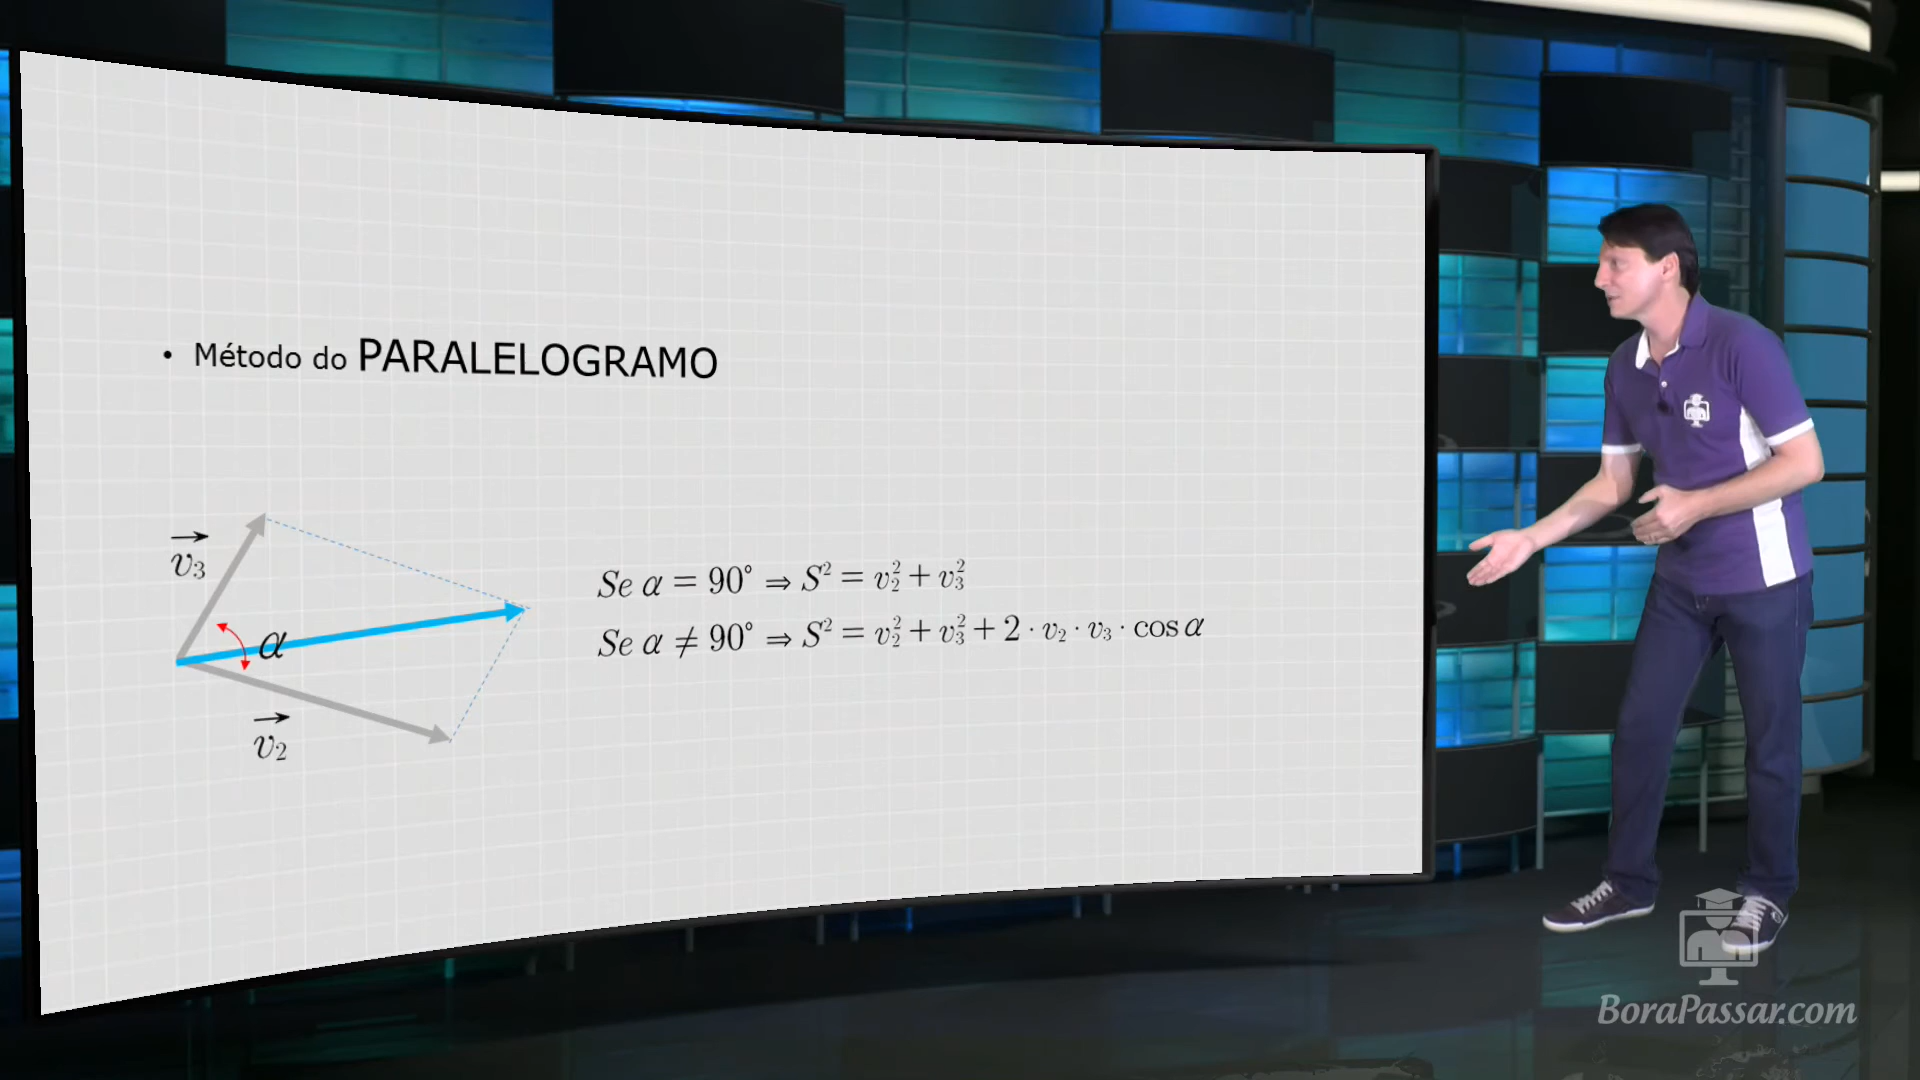 • Método do PARALELOGRAMO
v₃
α
v₂
Se α = 90° ⇒ S² = v₂² + v₃²
Se α ≠ 90° ⇒ S² = v₂² + v₃² + 2 · v₂ · v₃ · cos α
BoraPassar.com